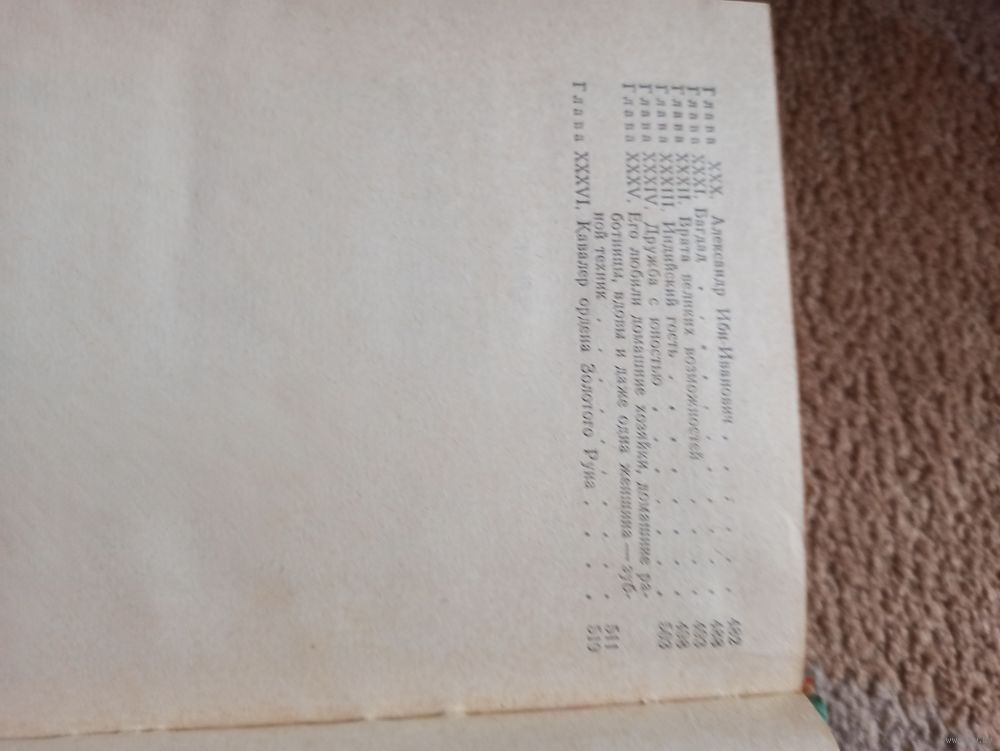 Глава XXX. Александр Ибн-Иванович . . . . . . 482
Глава XXXI. Багдад . . . . . . . . . . 488
Глава XXXII. Врата великих возможностей . . . . 493
Глава XXXIII. Индийский гость . . . . . . . 498
Глава XXXIV. Дружба с юностью . . . . . . . 503
Глава XXXV. Его любили домашние хозяйки, домашние ра-
ботницы, вдовы и даже одна женщина — зуб-
ной техник . . . . . . . . . 511
Глава XXXVI. Кавалер ордена Золотого Руна . . . . 519